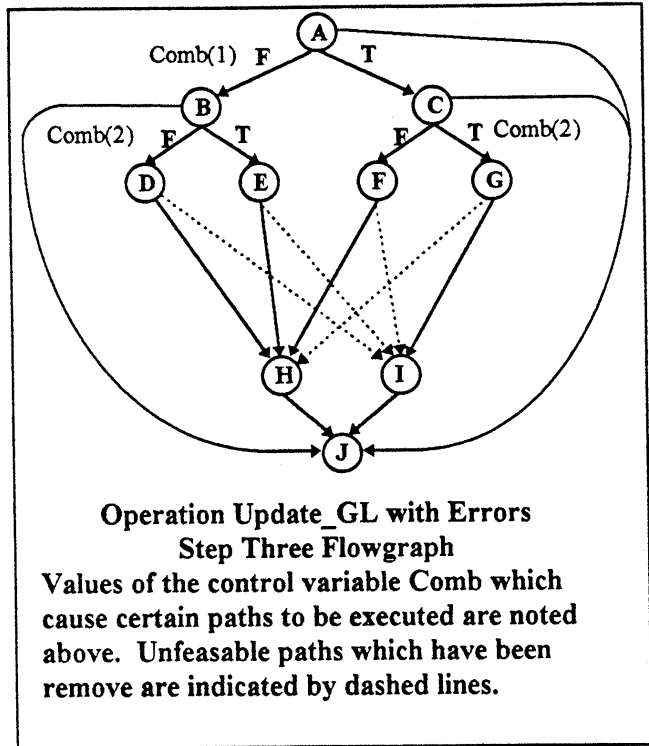 A
Comb(1) F T
B C
Comb(2) F T F T Comb(2)
D E F G
H I
J
Operation Update_GL with Errors
Step Three Flowgraph
Values of the control variable Comb which
cause certain paths to be executed are noted
above. Unfeasable paths which have been
remove are indicated by dashed lines.